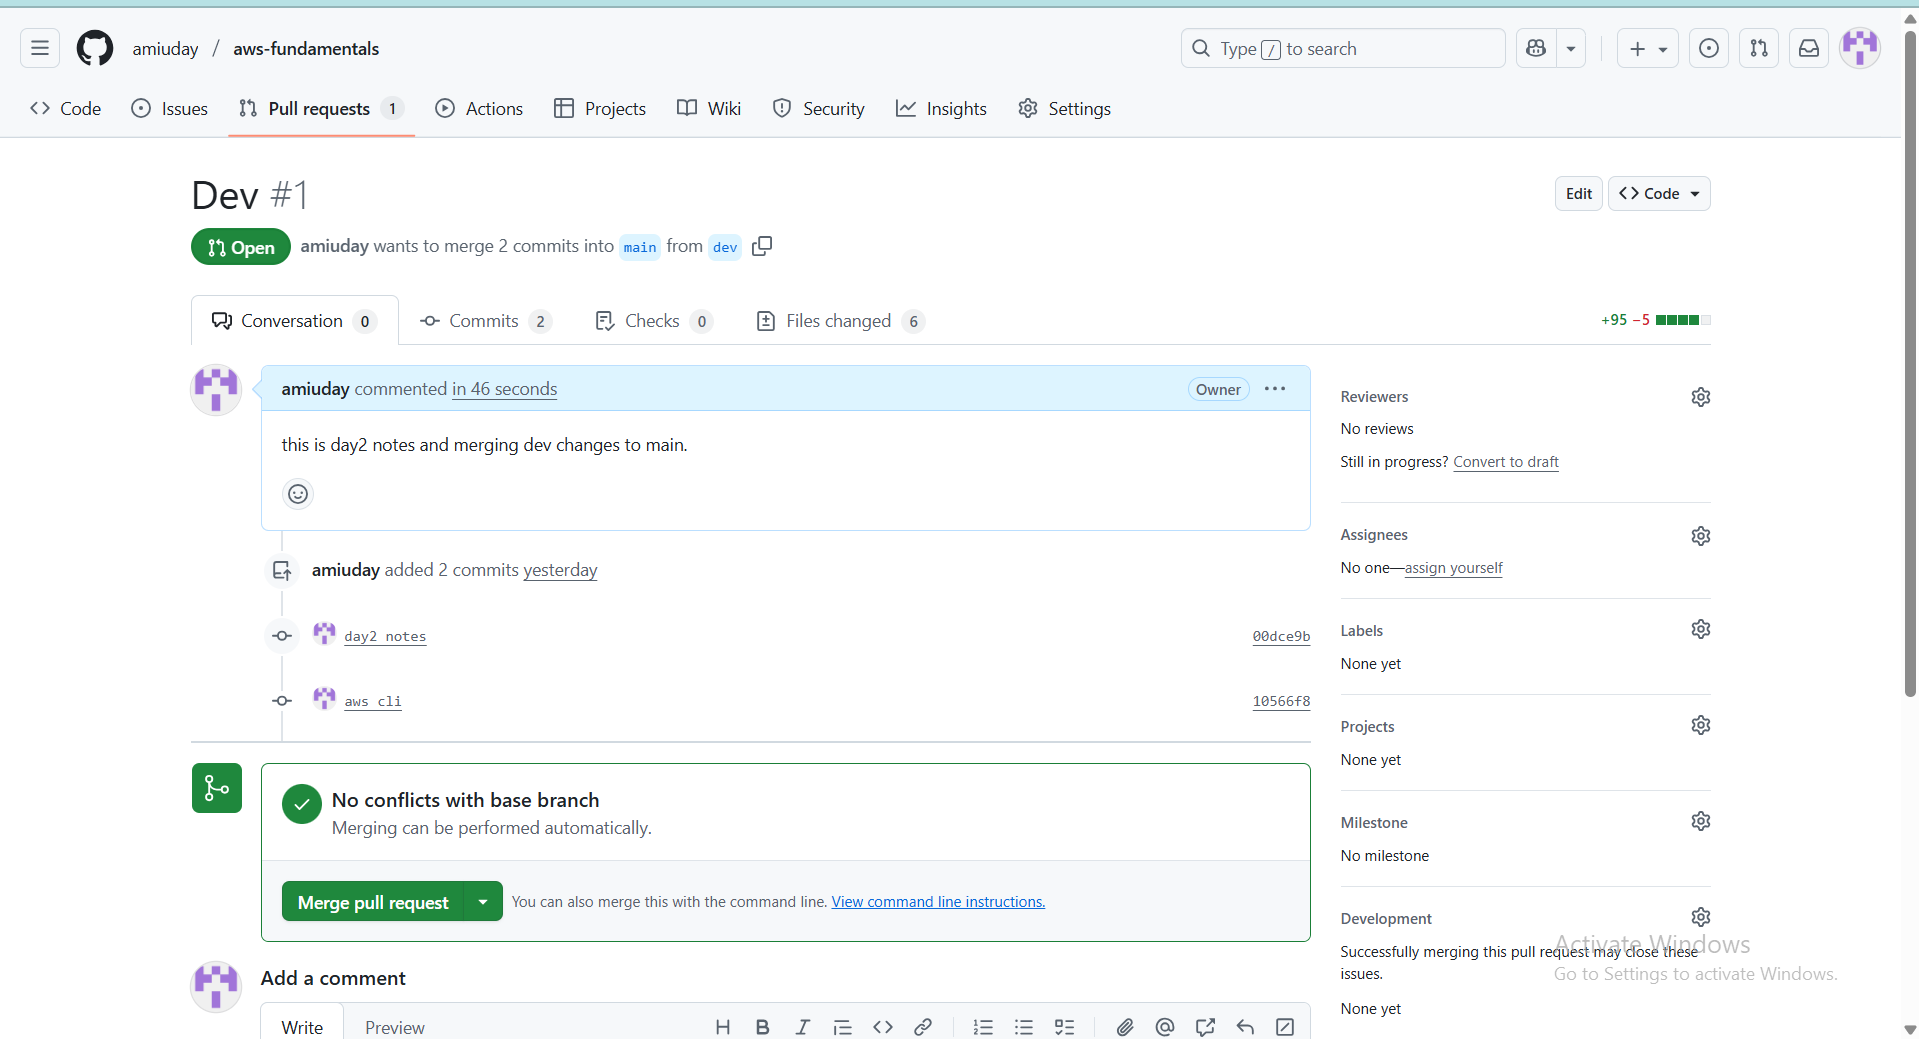 amiuday / aws-fundamentals
Type / to search
Code Issues Pull requests 1 Actions Projects Wiki Security Insights Settings
Dev #1
Edit Code
Open amiuday wants to merge 2 commits into main from dev
Conversation 0 Commits 2 Checks 0 Files changed 6
+95 −5
amiuday commented in 46 seconds
Owner
this is day2 notes and merging dev changes to main.
amiuday added 2 commits yesterday
day2 notes 00dce9b
aws cli 10566f8
No conflicts with base branch
Merging can be performed automatically.
Merge pull request You can also merge this with the command line. View command line instructions.
Add a comment
Write Preview
Reviewers
No reviews
Still in progress? Convert to draft
Assignees
No one—assign yourself
Labels
None yet
Projects
None yet
Milestone
No milestone
Development
Successfully merging this pull request may close these
issues.
None yet
Activate Windows
Go to Settings to activate Windows.